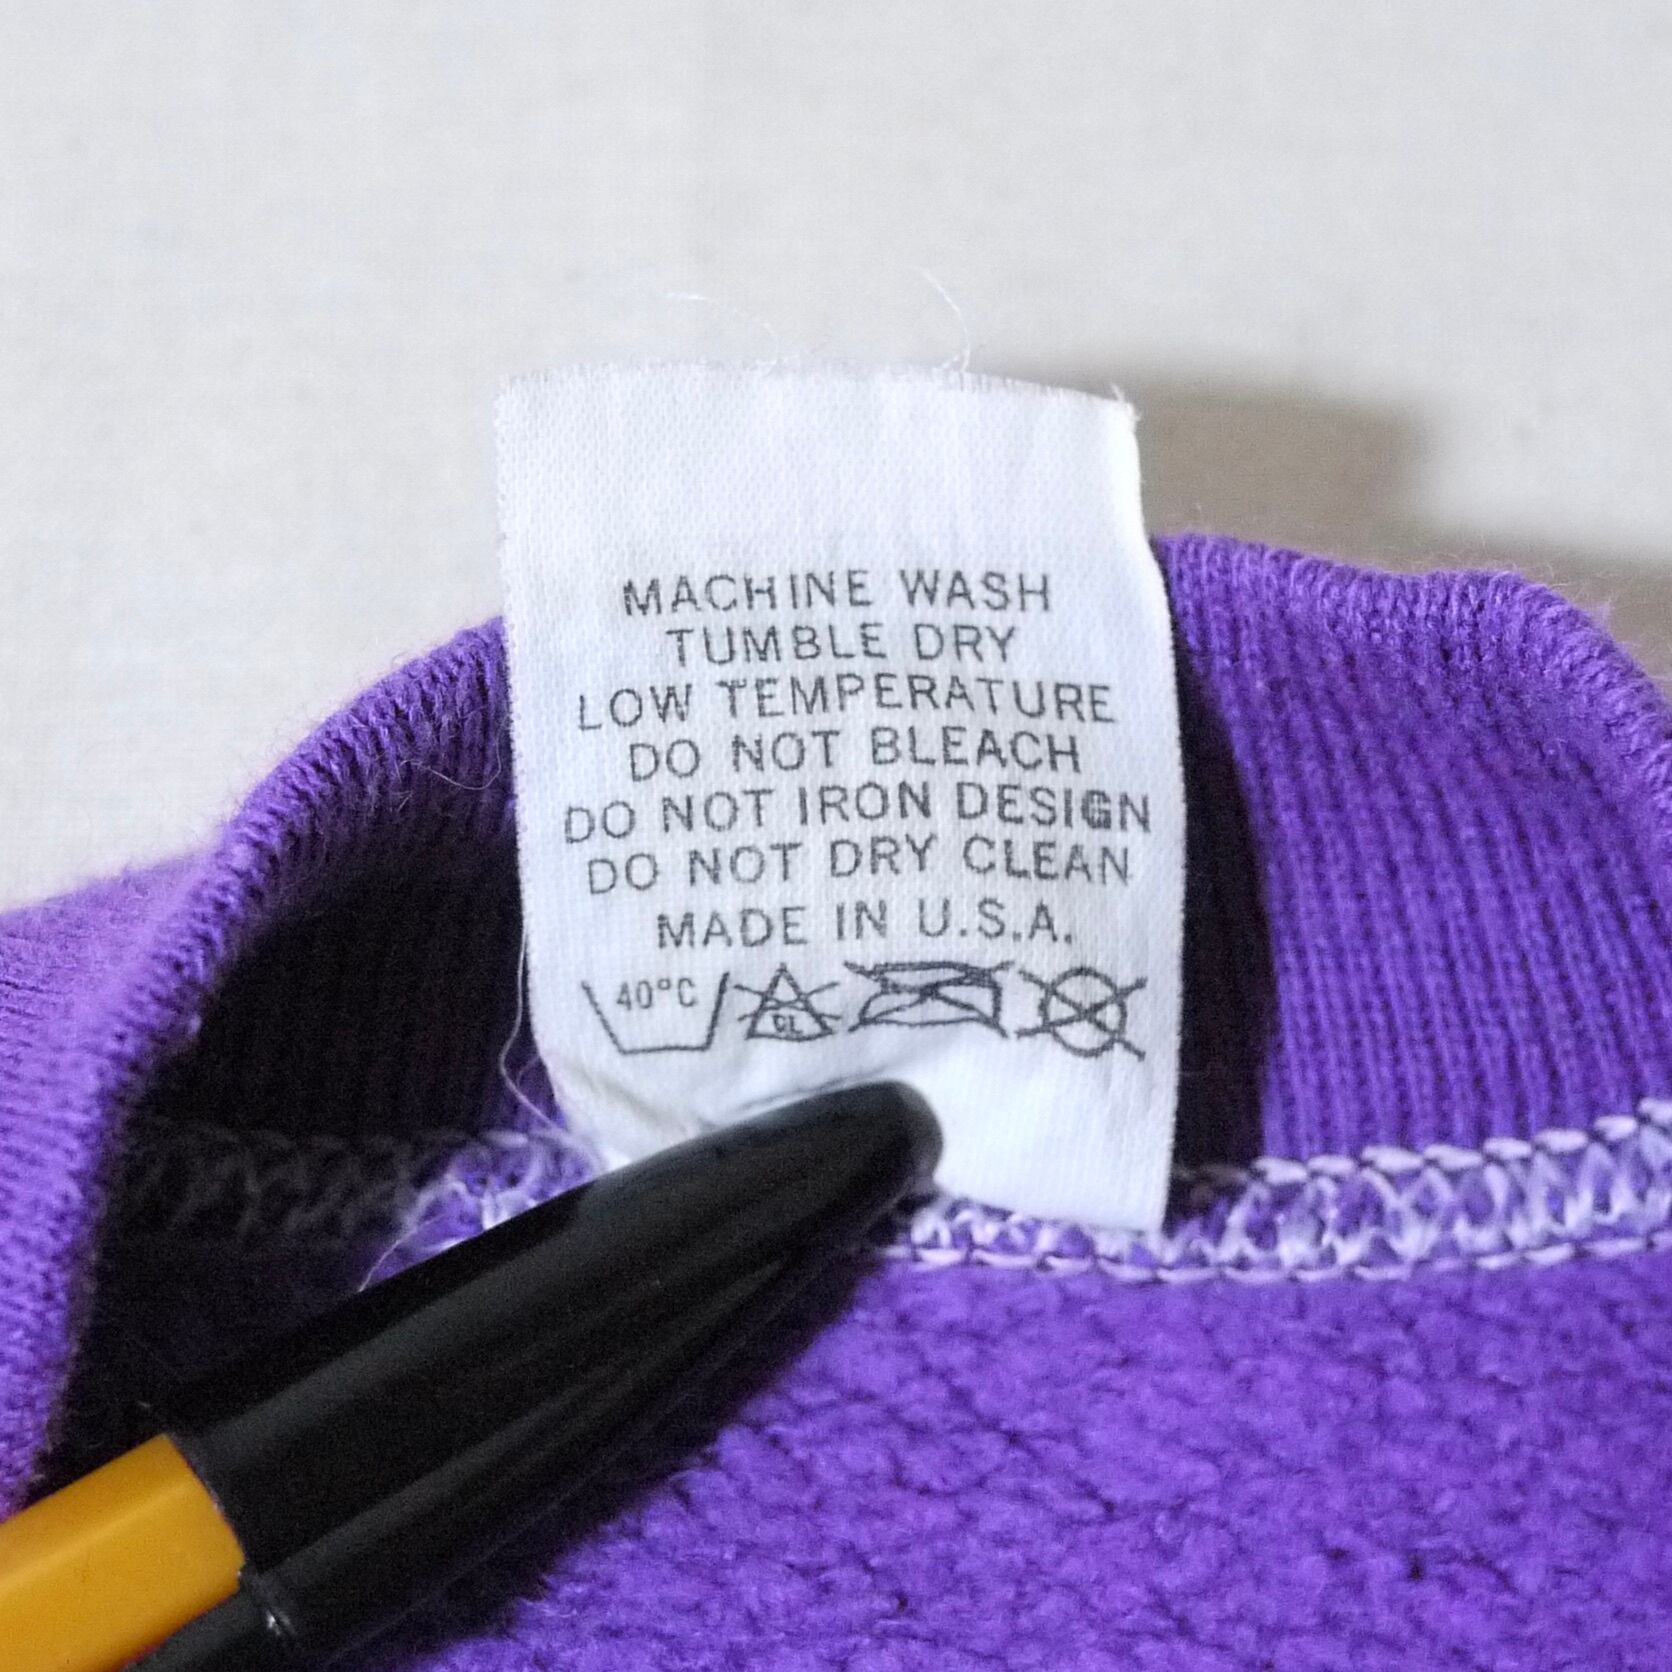 MACHINE WASH
TUMBLE DRY
LOW TEMPERATURE
DO NOT BLEACH
DO NOT IRON DESIGN
DO NOT DRY CLEAN
MADE IN U.S.A.
40°C CL